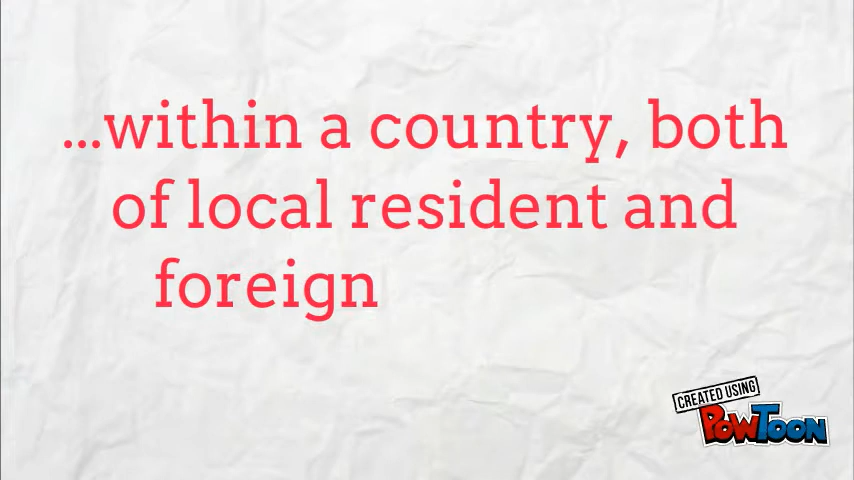 ...within a country, both
of local resident and
foreign
CREATED USING
POWTOON